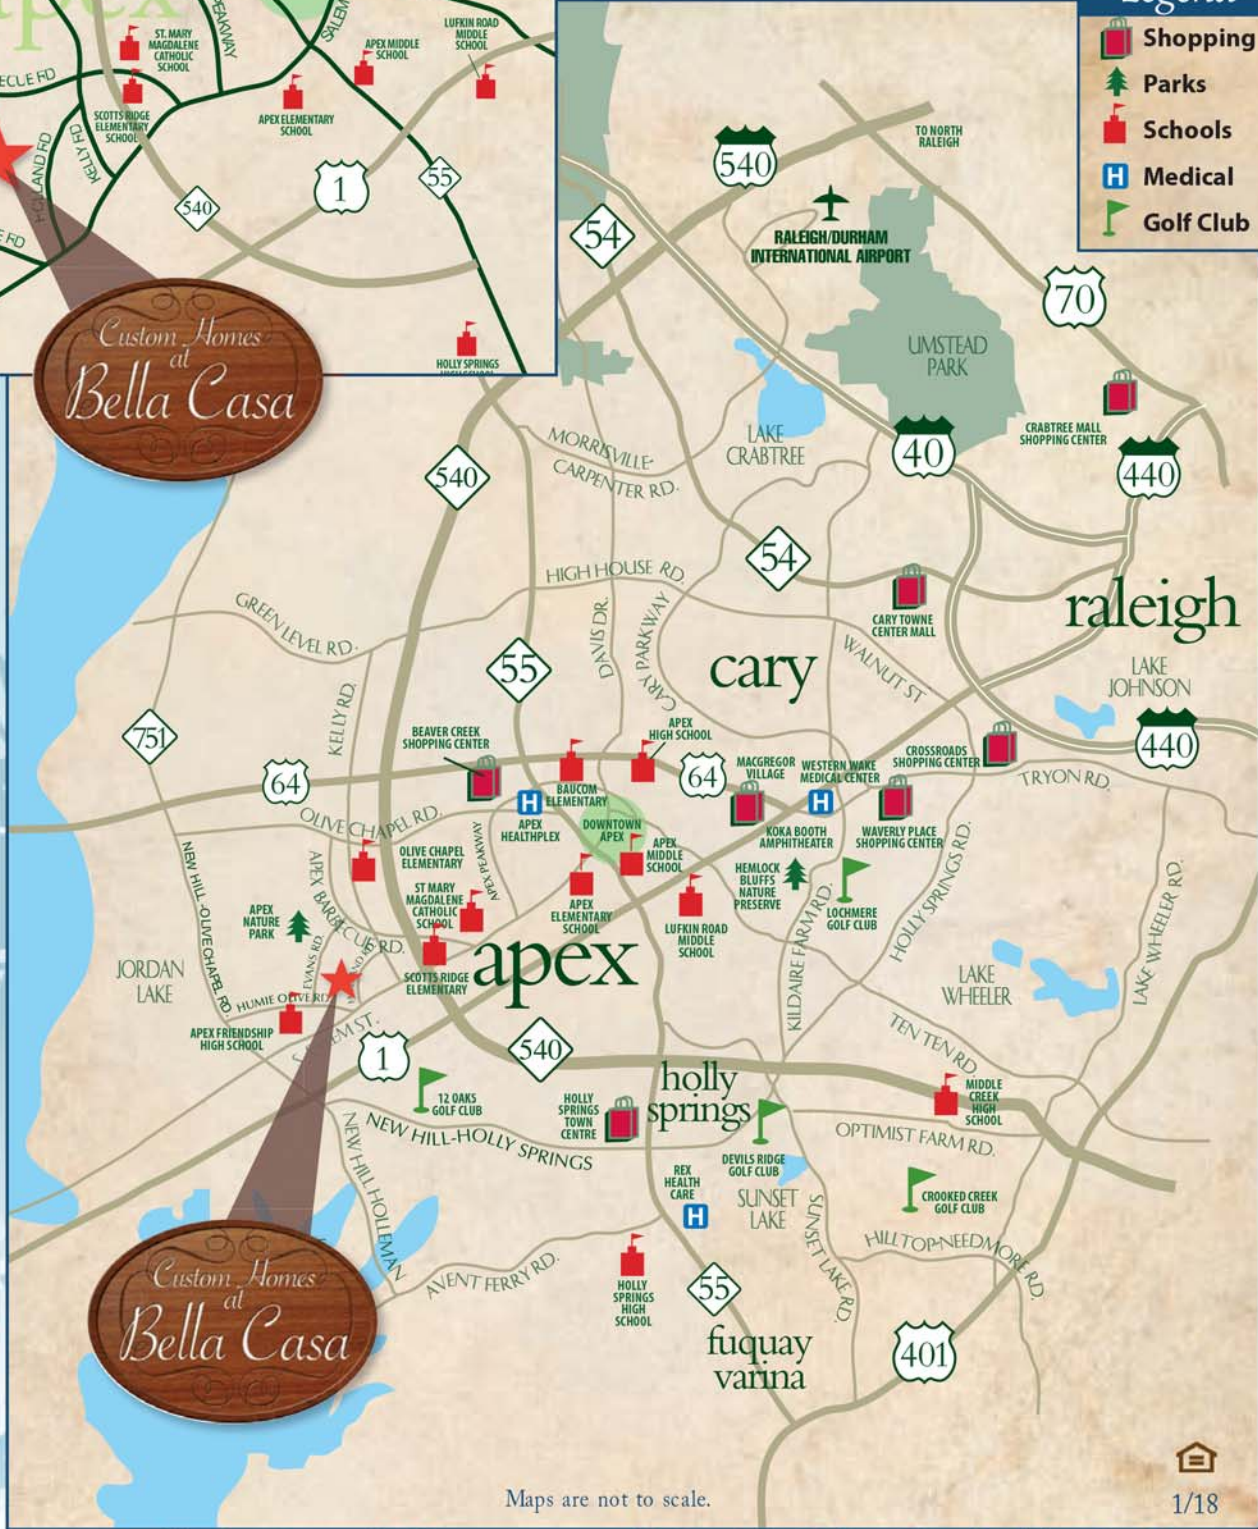 apex
PEAKWAY
SALEM
LUFKIN ROAD
MIDDLE
SCHOOL
ST. MARY
MAGDALENE
CATHOLIC
SCHOOL
APEX MIDDLE
SCHOOL
ECUE RD
SCOTTS RIDGE
ELEMENTARY
SCHOOL
APEX ELEMENTARY
SCHOOL
KELLY RD
540
1
55
HOLLY SPRINGS
Custom Homes
at
Bella Casa
Legend
Shopping
Parks
Schools
H Medical
Golf Club
540
TO NORTH
RALEIGH
54
RALEIGH/DURHAM
INTERNATIONAL AIRPORT
70
UMSTEAD
PARK
CRABTREE MALL
SHOPPING CENTER
LAKE
CRABTREE
40
440
MORRISVILLE-
CARPENTER RD.
540
54
HIGH HOUSE RD.
CARY TOWNE
CENTER MALL
raleigh
GREEN LEVEL RD.
DAVIS DR.
CARY PARKWAY
WALNUT ST
55
cary
LAKE
JOHNSON
KELLY RD.
751
BEAVER CREEK
SHOPPING CENTER
APEX
HIGH SCHOOL
440
64
64
BAUCOM
ELEMENTARY
MACGREGOR
VILLAGE
WESTERN WAKE
MEDICAL CENTER
CROSSROADS
SHOPPING CENTER
TRYON RD.
OLIVE CHAPEL RD.
H
APEX
HEALTHPLEX
DOWNTOWN
APEX
H
KOKA BOOTH
AMPHITHEATER
WAVERLY PLACE
SHOPPING CENTER
OLIVE CHAPEL
ELEMENTARY
APEX PEAKWAY
APEX
MIDDLE
SCHOOL
NEW HILL-OLIVE CHAPEL RD.
APEX BARBECUE RD.
ST MARY
MAGDALENE
CATHOLIC
SCHOOL
APEX
ELEMENTARY
SCHOOL
HEMLOCK
BLUFFS
NATURE
PRESERVE
LOCHMERE
GOLF CLUB
HOLLY SPRINGS RD.
LAKE WHEELER RD.
APEX
NATURE
PARK
LUFKIN ROAD
MIDDLE
SCHOOL
KILDAIRE FARM RD.
EVANS RD.
SCOTTS RIDGE
ELEMENTARY
apex
JORDAN
LAKE
LAKE
WHEELER
HUMIE OLIVE RD
APEX FRIENDSHIP
HIGH SCHOOL
1
540
TEN TEN RD.
holly
springs
12 OAKS
GOLF CLUB
HOLLY
SPRINGS
TOWN
CENTRE
MIDDLE
CREEK
HIGH
SCHOOL
NEW HILL-HOLLY SPRINGS
OPTIMIST FARM RD.
NEW HILL HOLLEMAN
DEVILS RIDGE
GOLF CLUB
REX
HEALTH
CARE
H
SUNSET
LAKE
CROOKED CREEK
GOLF CLUB
SUNSET LAKE RD.
HILLTOP-NEEDMORE RD.
AVENT FERRY RD.
HOLLY
SPRINGS
HIGH
SCHOOL
55
Custom Homes
at
Bella Casa
fuquay
varina
401
Maps are not to scale.
1/18